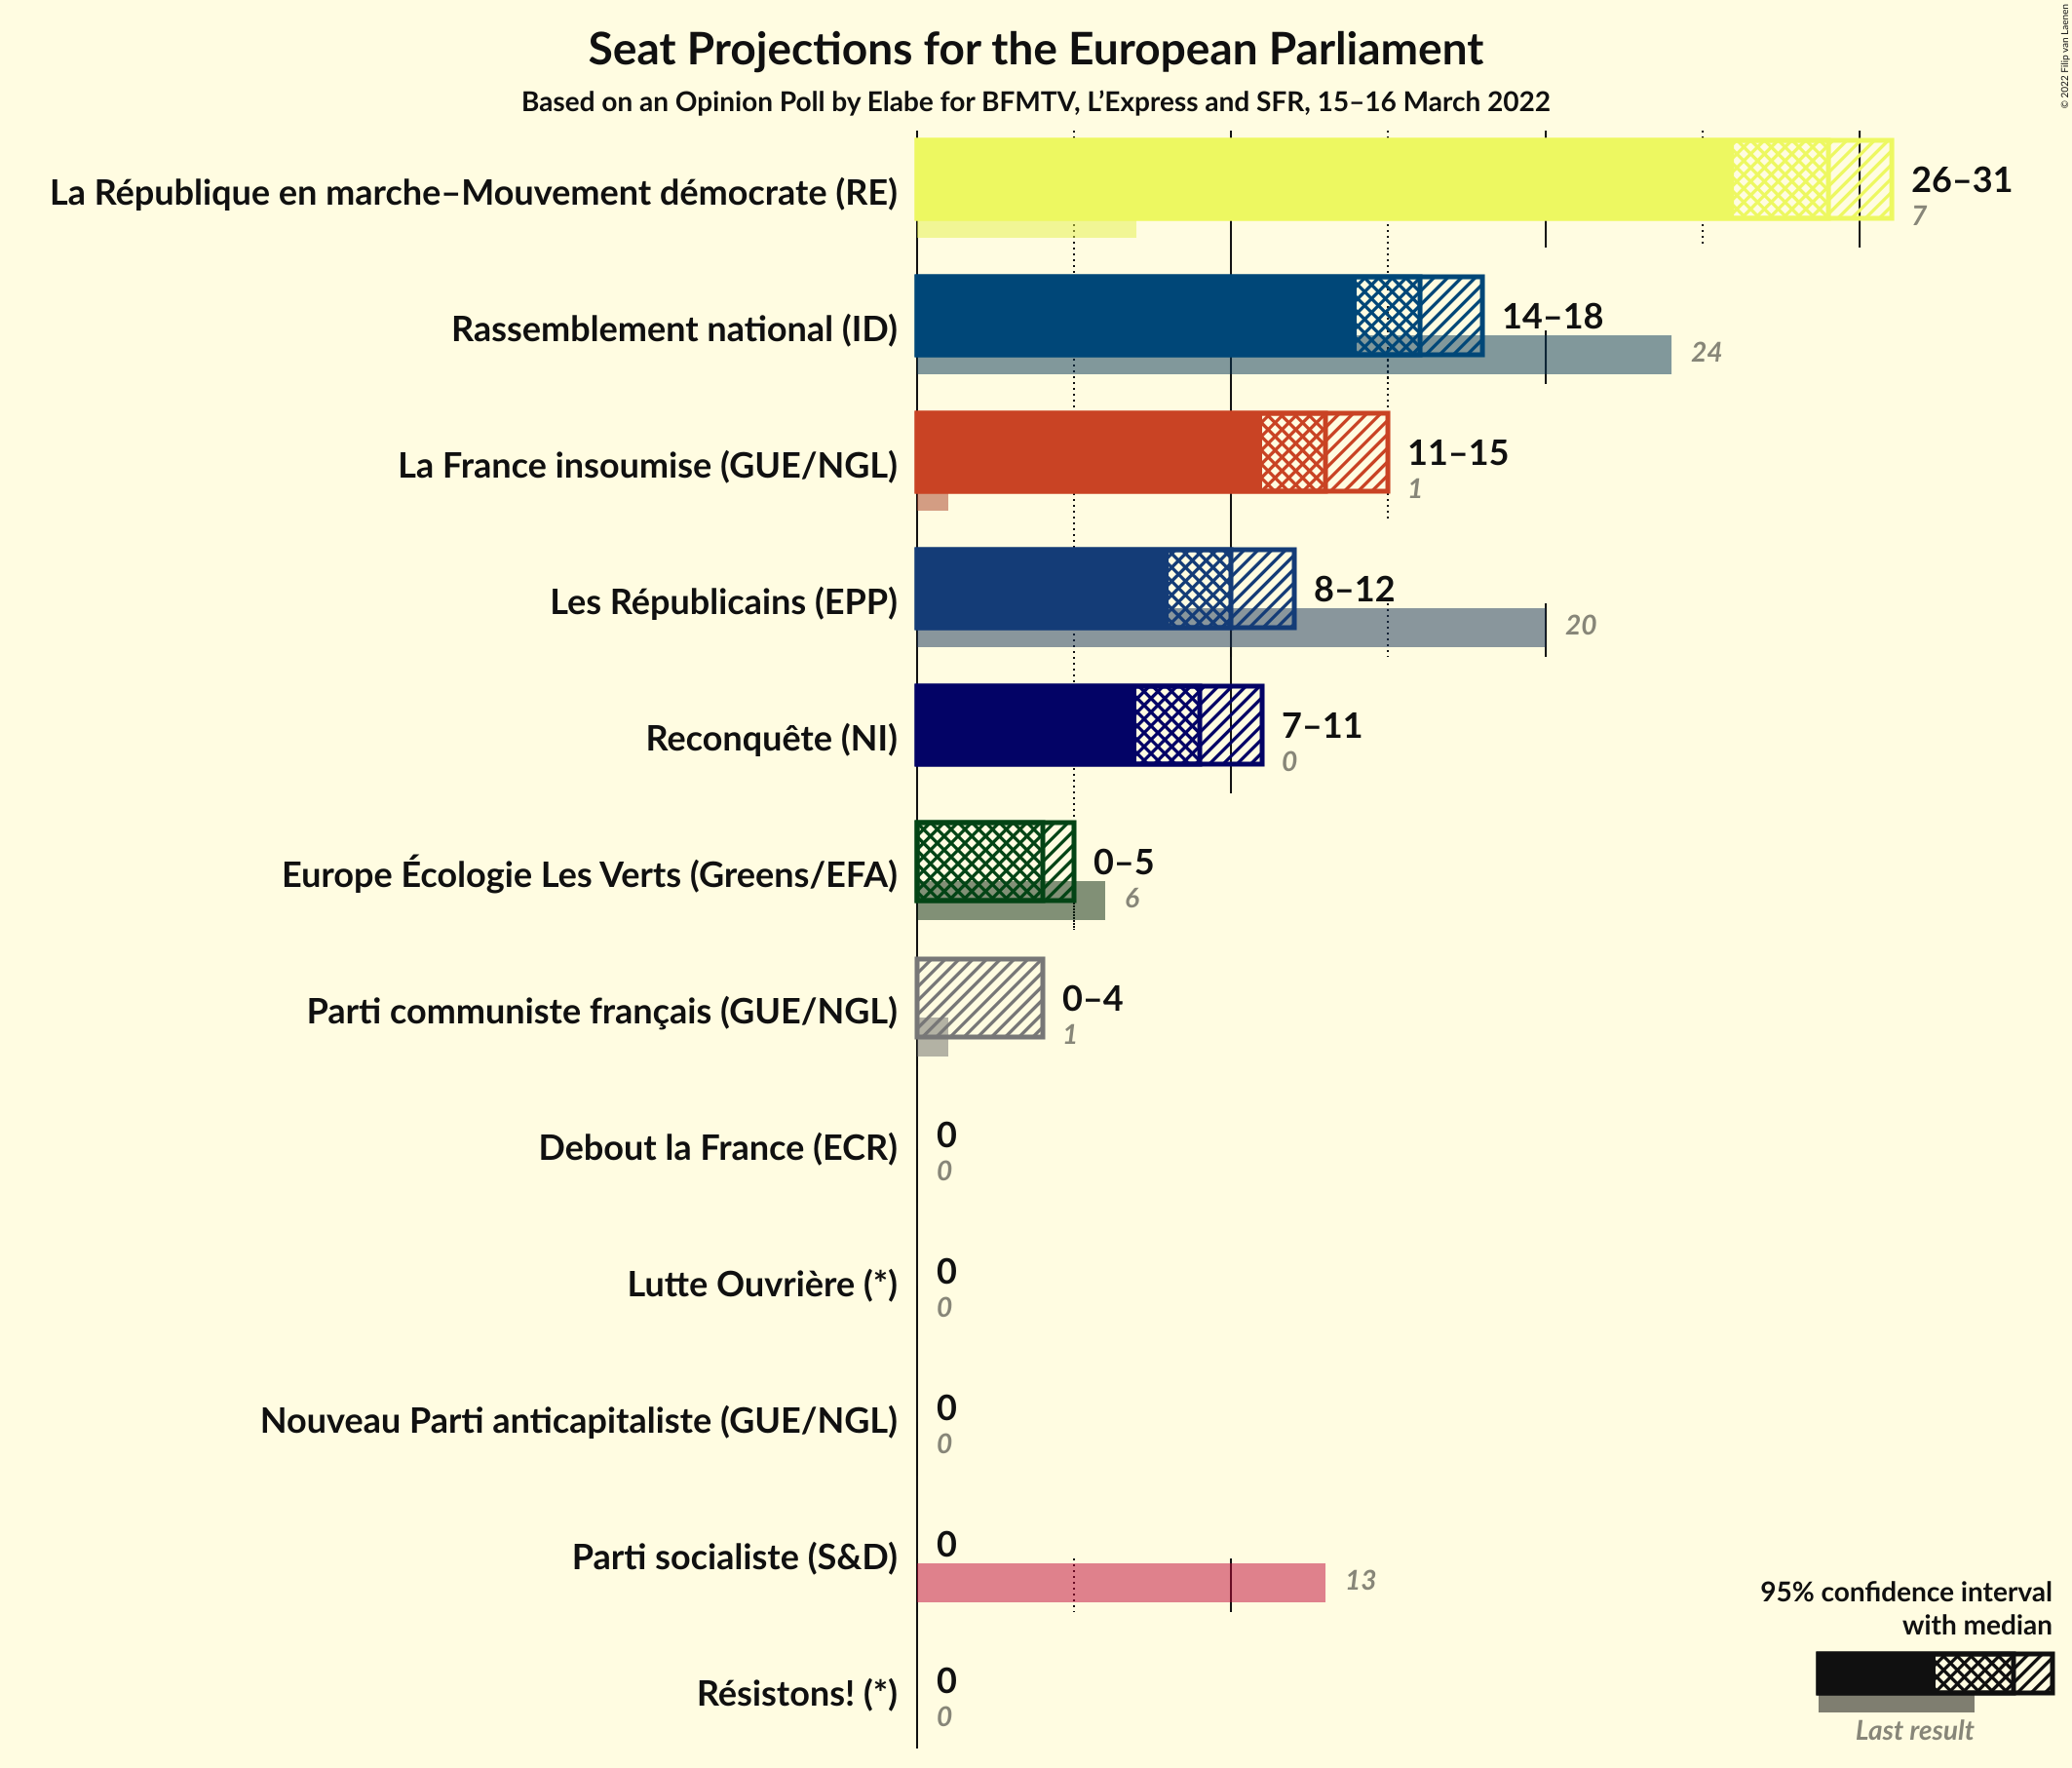 Seat Projections for the European Parliament
Based on an Opinion Poll by Elabe for BFMTV, L’Express and SFR, 15–16 March 2022
© 2022 Filip van Laenen
La République en marche–Mouvement démocrate (RE)
26–31
7
Rassemblement national (ID)
14–18
24
La France insoumise (GUE/NGL)
11–15
1
Les Républicains (EPP)
8–12
20
Reconquête (NI)
7–11
0
Europe Écologie Les Verts (Greens/EFA)
0–5
6
Parti communiste français (GUE/NGL)
0–4
1
Debout la France (ECR)
0
0
Lutte Ouvrière (*)
0
0
Nouveau Parti anticapitaliste (GUE/NGL)
0
0
Parti socialiste (S&D)
0
13
Résistons! (*)
0
0
95% confidence interval
with median
Last result